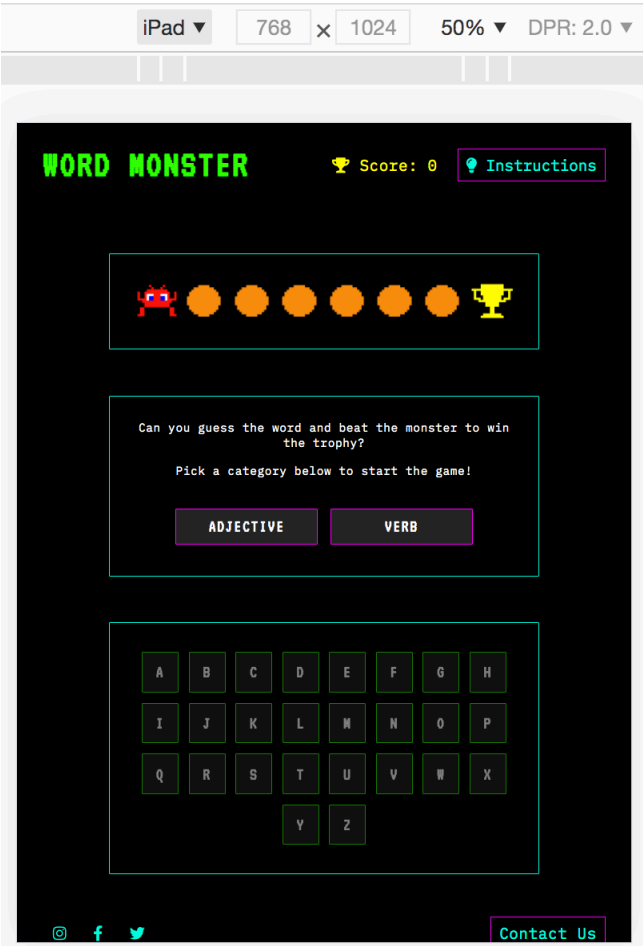 iPad ▼ 768 × 1024 50% ▼ DPR: 2.0 ▼
WORD MONSTER Score: 0 Instructions
Can you guess the word and beat the monster to win
the trophy?
Pick a category below to start the game!
ADJECTIVE VERB
A B C D E F G H
I J K L M N O P
Q R S T U V W X
Y Z
Contact Us